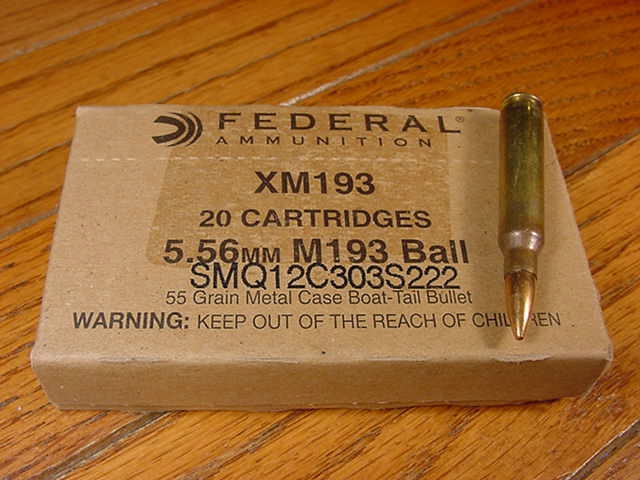 FEDERAL®
AMMUNITION
XM193
20 CARTRIDGES
5.56MM M193 Ball
SMQ12C303S222
55 Grain Metal Case Boat-Tail Bullet
WARNING: KEEP OUT OF THE REACH OF CHILDREN